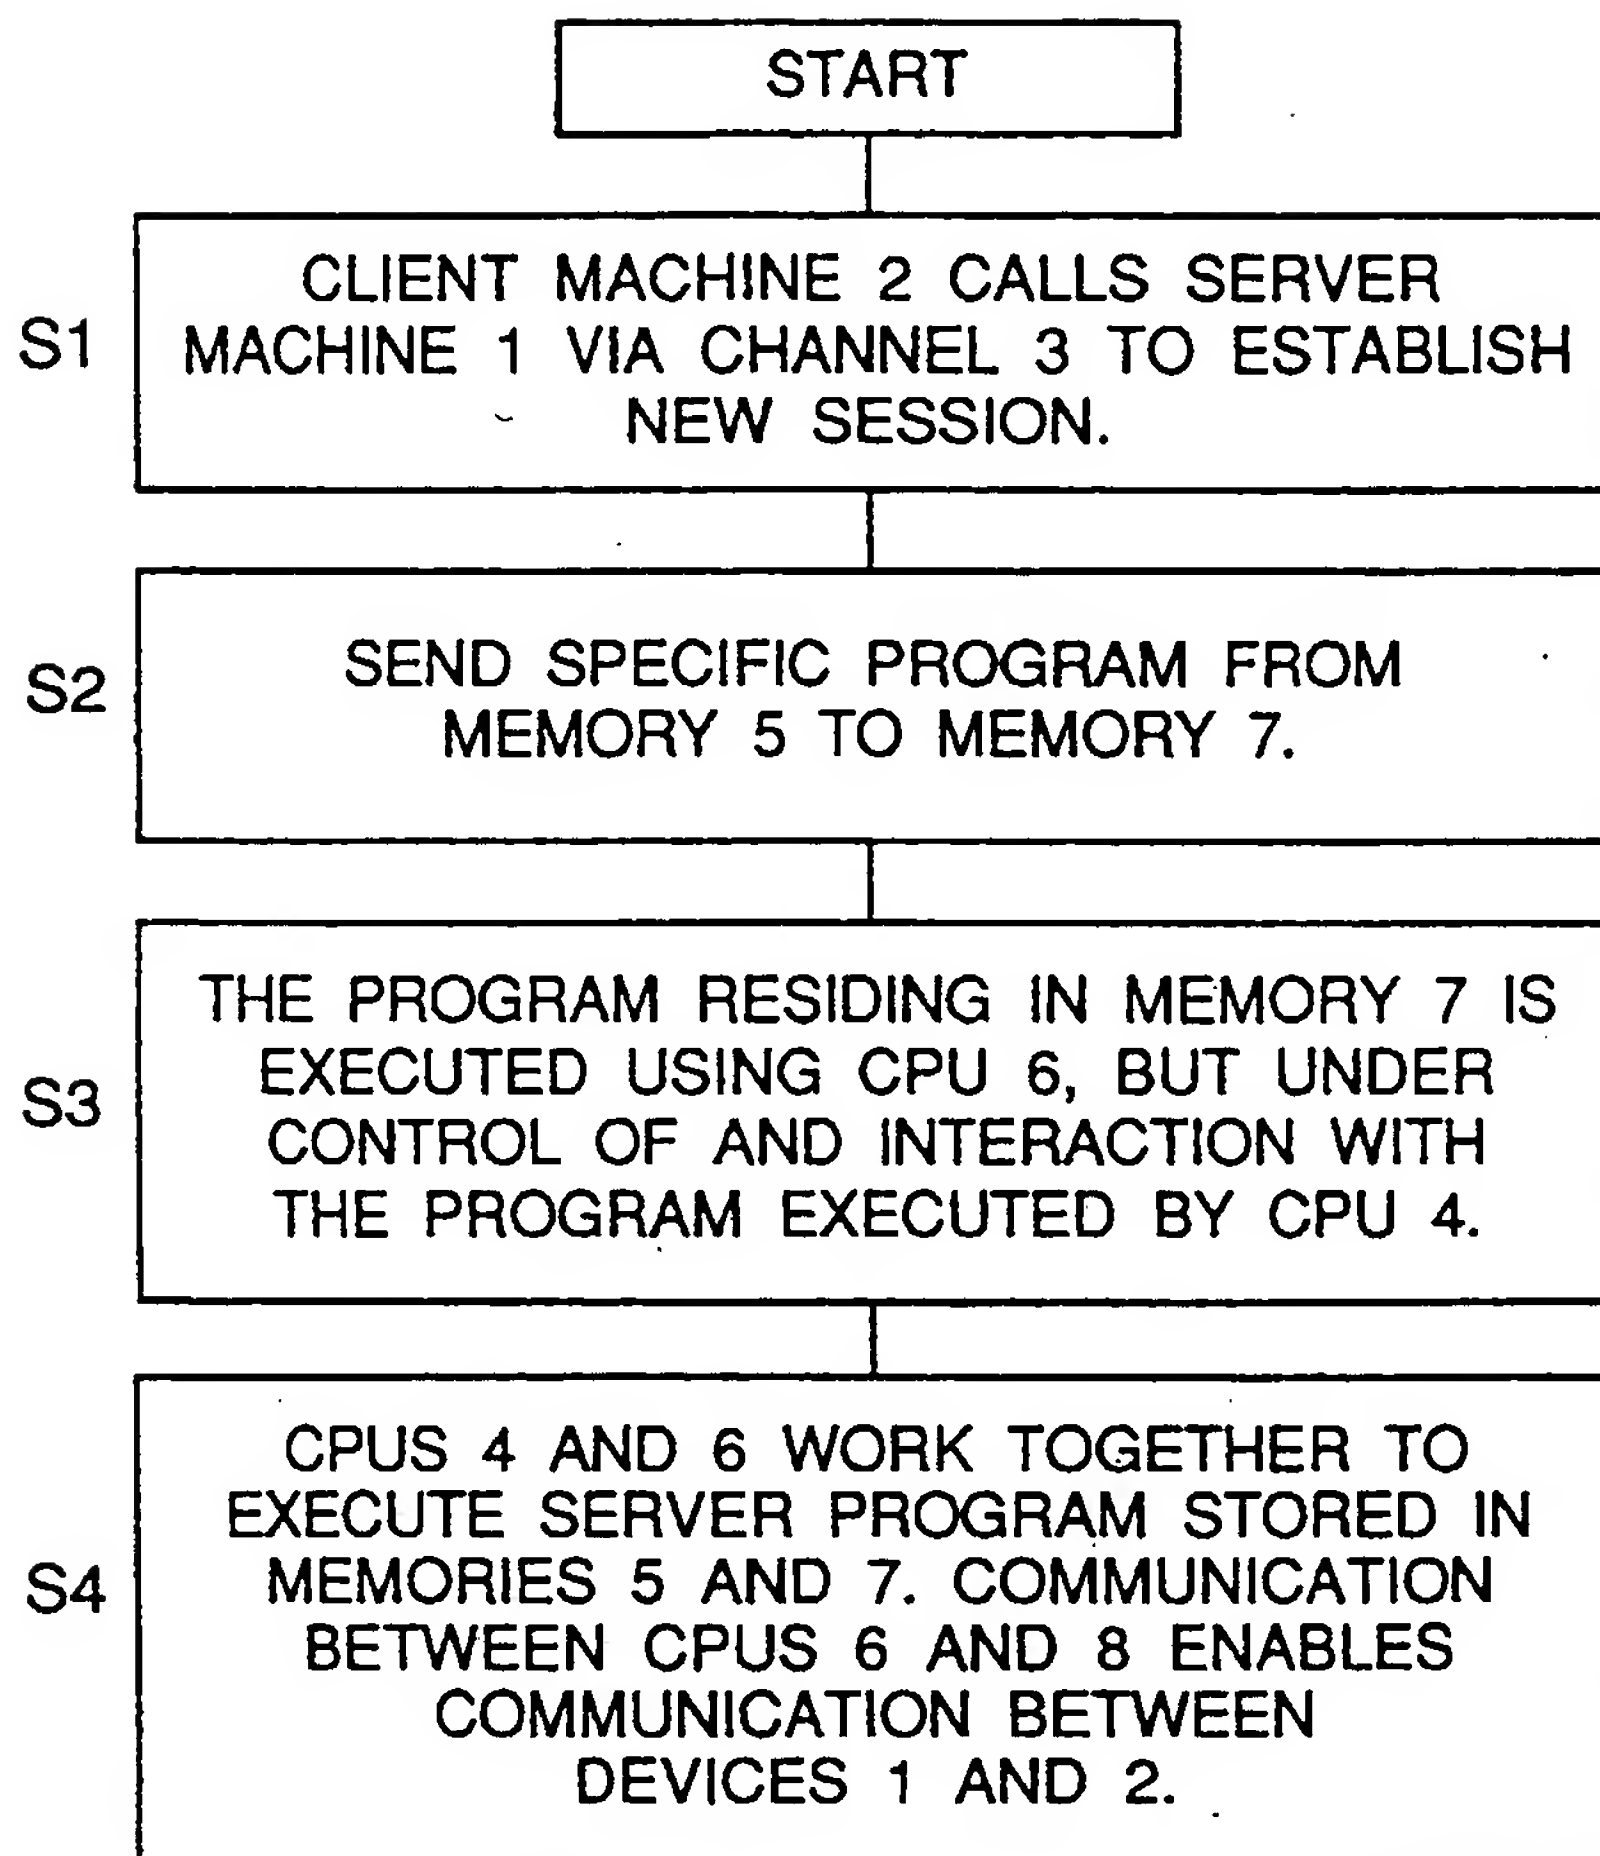 START
S1
CLIENT MACHINE 2 CALLS SERVER
MACHINE 1 VIA CHANNEL 3 TO ESTABLISH
NEW SESSION.
S2
SEND SPECIFIC PROGRAM FROM
MEMORY 5 TO MEMORY 7.
S3
THE PROGRAM RESIDING IN MEMORY 7 IS
EXECUTED USING CPU 6, BUT UNDER
CONTROL OF AND INTERACTION WITH
THE PROGRAM EXECUTED BY CPU 4.
S4
CPUS 4 AND 6 WORK TOGETHER TO
EXECUTE SERVER PROGRAM STORED IN
MEMORIES 5 AND 7. COMMUNICATION
BETWEEN CPUS 6 AND 8 ENABLES
COMMUNICATION BETWEEN
DEVICES 1 AND 2.